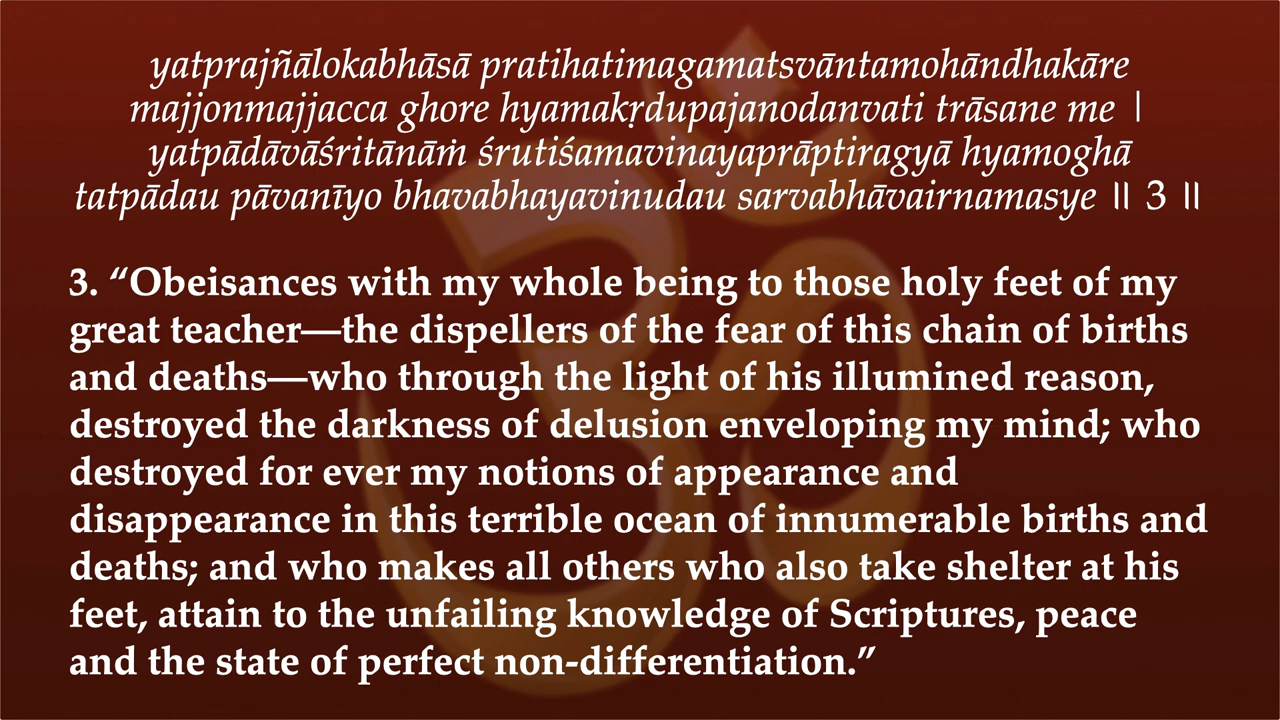 yatprajñālokabhāsā pratihatimagamatsvāntamohāndhakāre
majjonmajjacca ghore hyamakṛdupajanodanvati trāsane me |
yatpādāvāśritānāṁ śrutiśamavinayaprāptiragyā hyamoghā
tatpādau pāvanīyo bhavabhayavinudau sarvabhāvairnamasye || 3 ||
3. “Obeisances with my whole being to those holy feet of my
great teacher—the dispellers of the fear of this chain of births
and deaths—who through the light of his illumined reason,
destroyed the darkness of delusion enveloping my mind; who
destroyed for ever my notions of appearance and
disappearance in this terrible ocean of innumerable births and
deaths; and who makes all others who also take shelter at his
feet, attain to the unfailing knowledge of Scriptures, peace
and the state of perfect non-differentiation.”